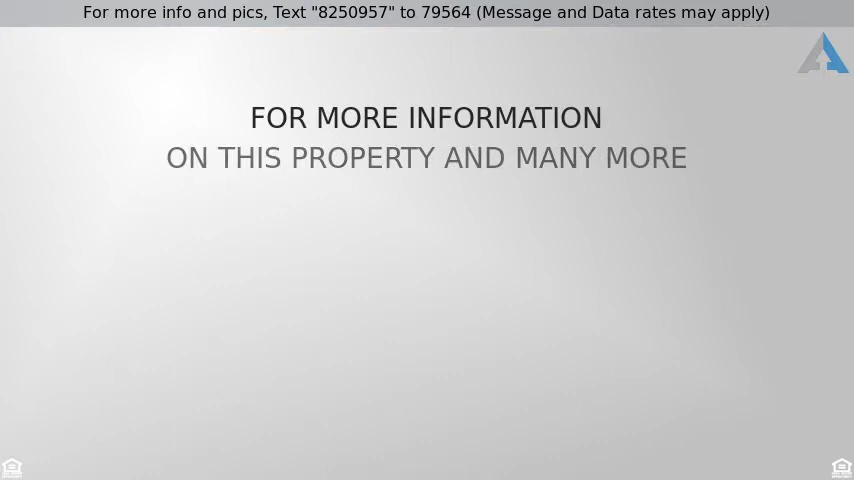 For more info and pics, Text "8250957" to 79564 (Message and Data rates may apply)
FOR MORE INFORMATION
ON THIS PROPERTY AND MANY MORE